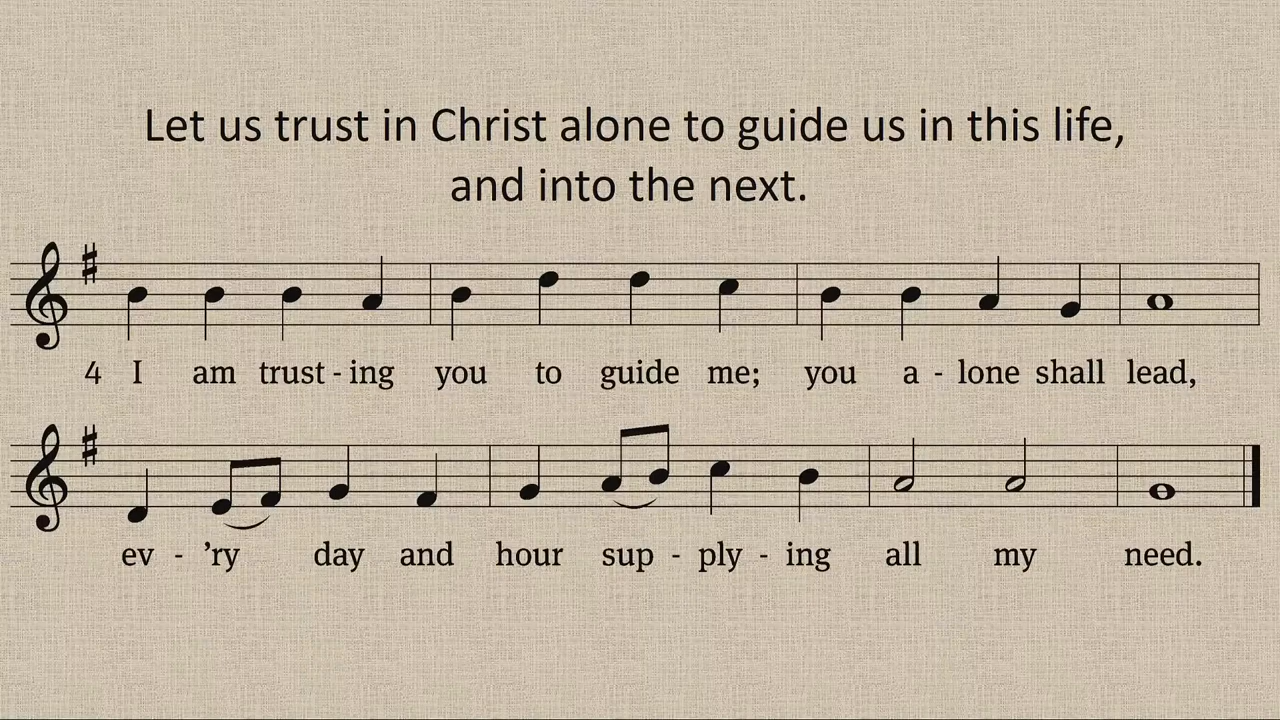 Let us trust in Christ alone to guide us in this life,
and into the next.
4 I am trust - ing you to guide me; you a - lone shall lead,
ev - ’ry day and hour sup - ply - ing all my need.